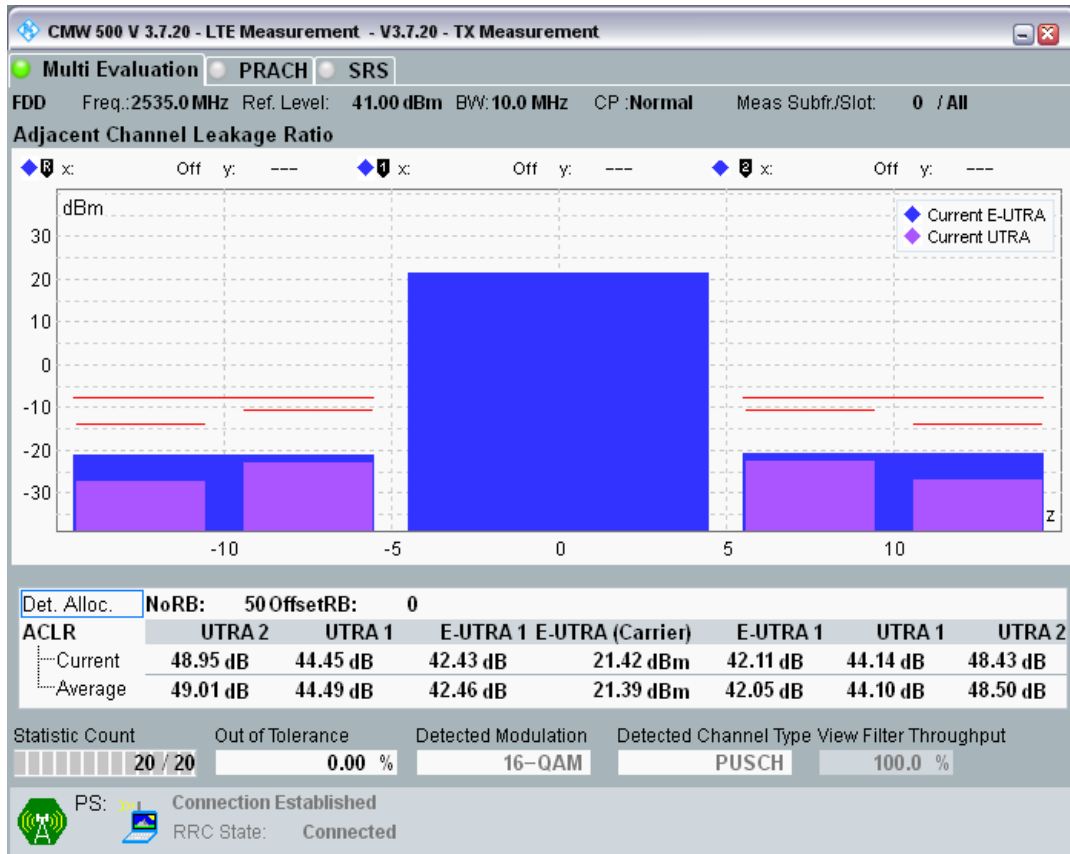 CMW 500 V 3.7.20 - LTE Measurement - V3.7.20 - TX Measurement
Multi Evaluation PRACH SRS
FDD Freq.:2535.0 MHz Ref. Level: 41.00 dBm BW: 10.0 MHz CP :Normal Meas Subfr./Slot: 0 / All
Adjacent Channel Leakage Ratio
R x: Off y: --- 1 x: Off y: --- 2 x: Off y: ---
dBm
Current E-UTRA
Current UTRA
30
20
10
0
-10
-20
-30
z
-10 -5 0 5 10
Det. Alloc. NoRB: 50 OffsetRB: 0
ACLR UTRA 2 UTRA 1 E-UTRA 1 E-UTRA (Carrier) E-UTRA 1 UTRA 1 UTRA 2
Current 48.95 dB 44.45 dB 42.43 dB 21.42 dBm 42.11 dB 44.14 dB 48.43 dB
Average 49.01 dB 44.49 dB 42.46 dB 21.39 dBm 42.05 dB 44.10 dB 48.50 dB
Statistic Count Out of Tolerance Detected Modulation Detected Channel Type View Filter Throughput
20 / 20 0.00 % 16-QAM PUSCH 100.0 %
PS: Connection Established
RRC State: Connected